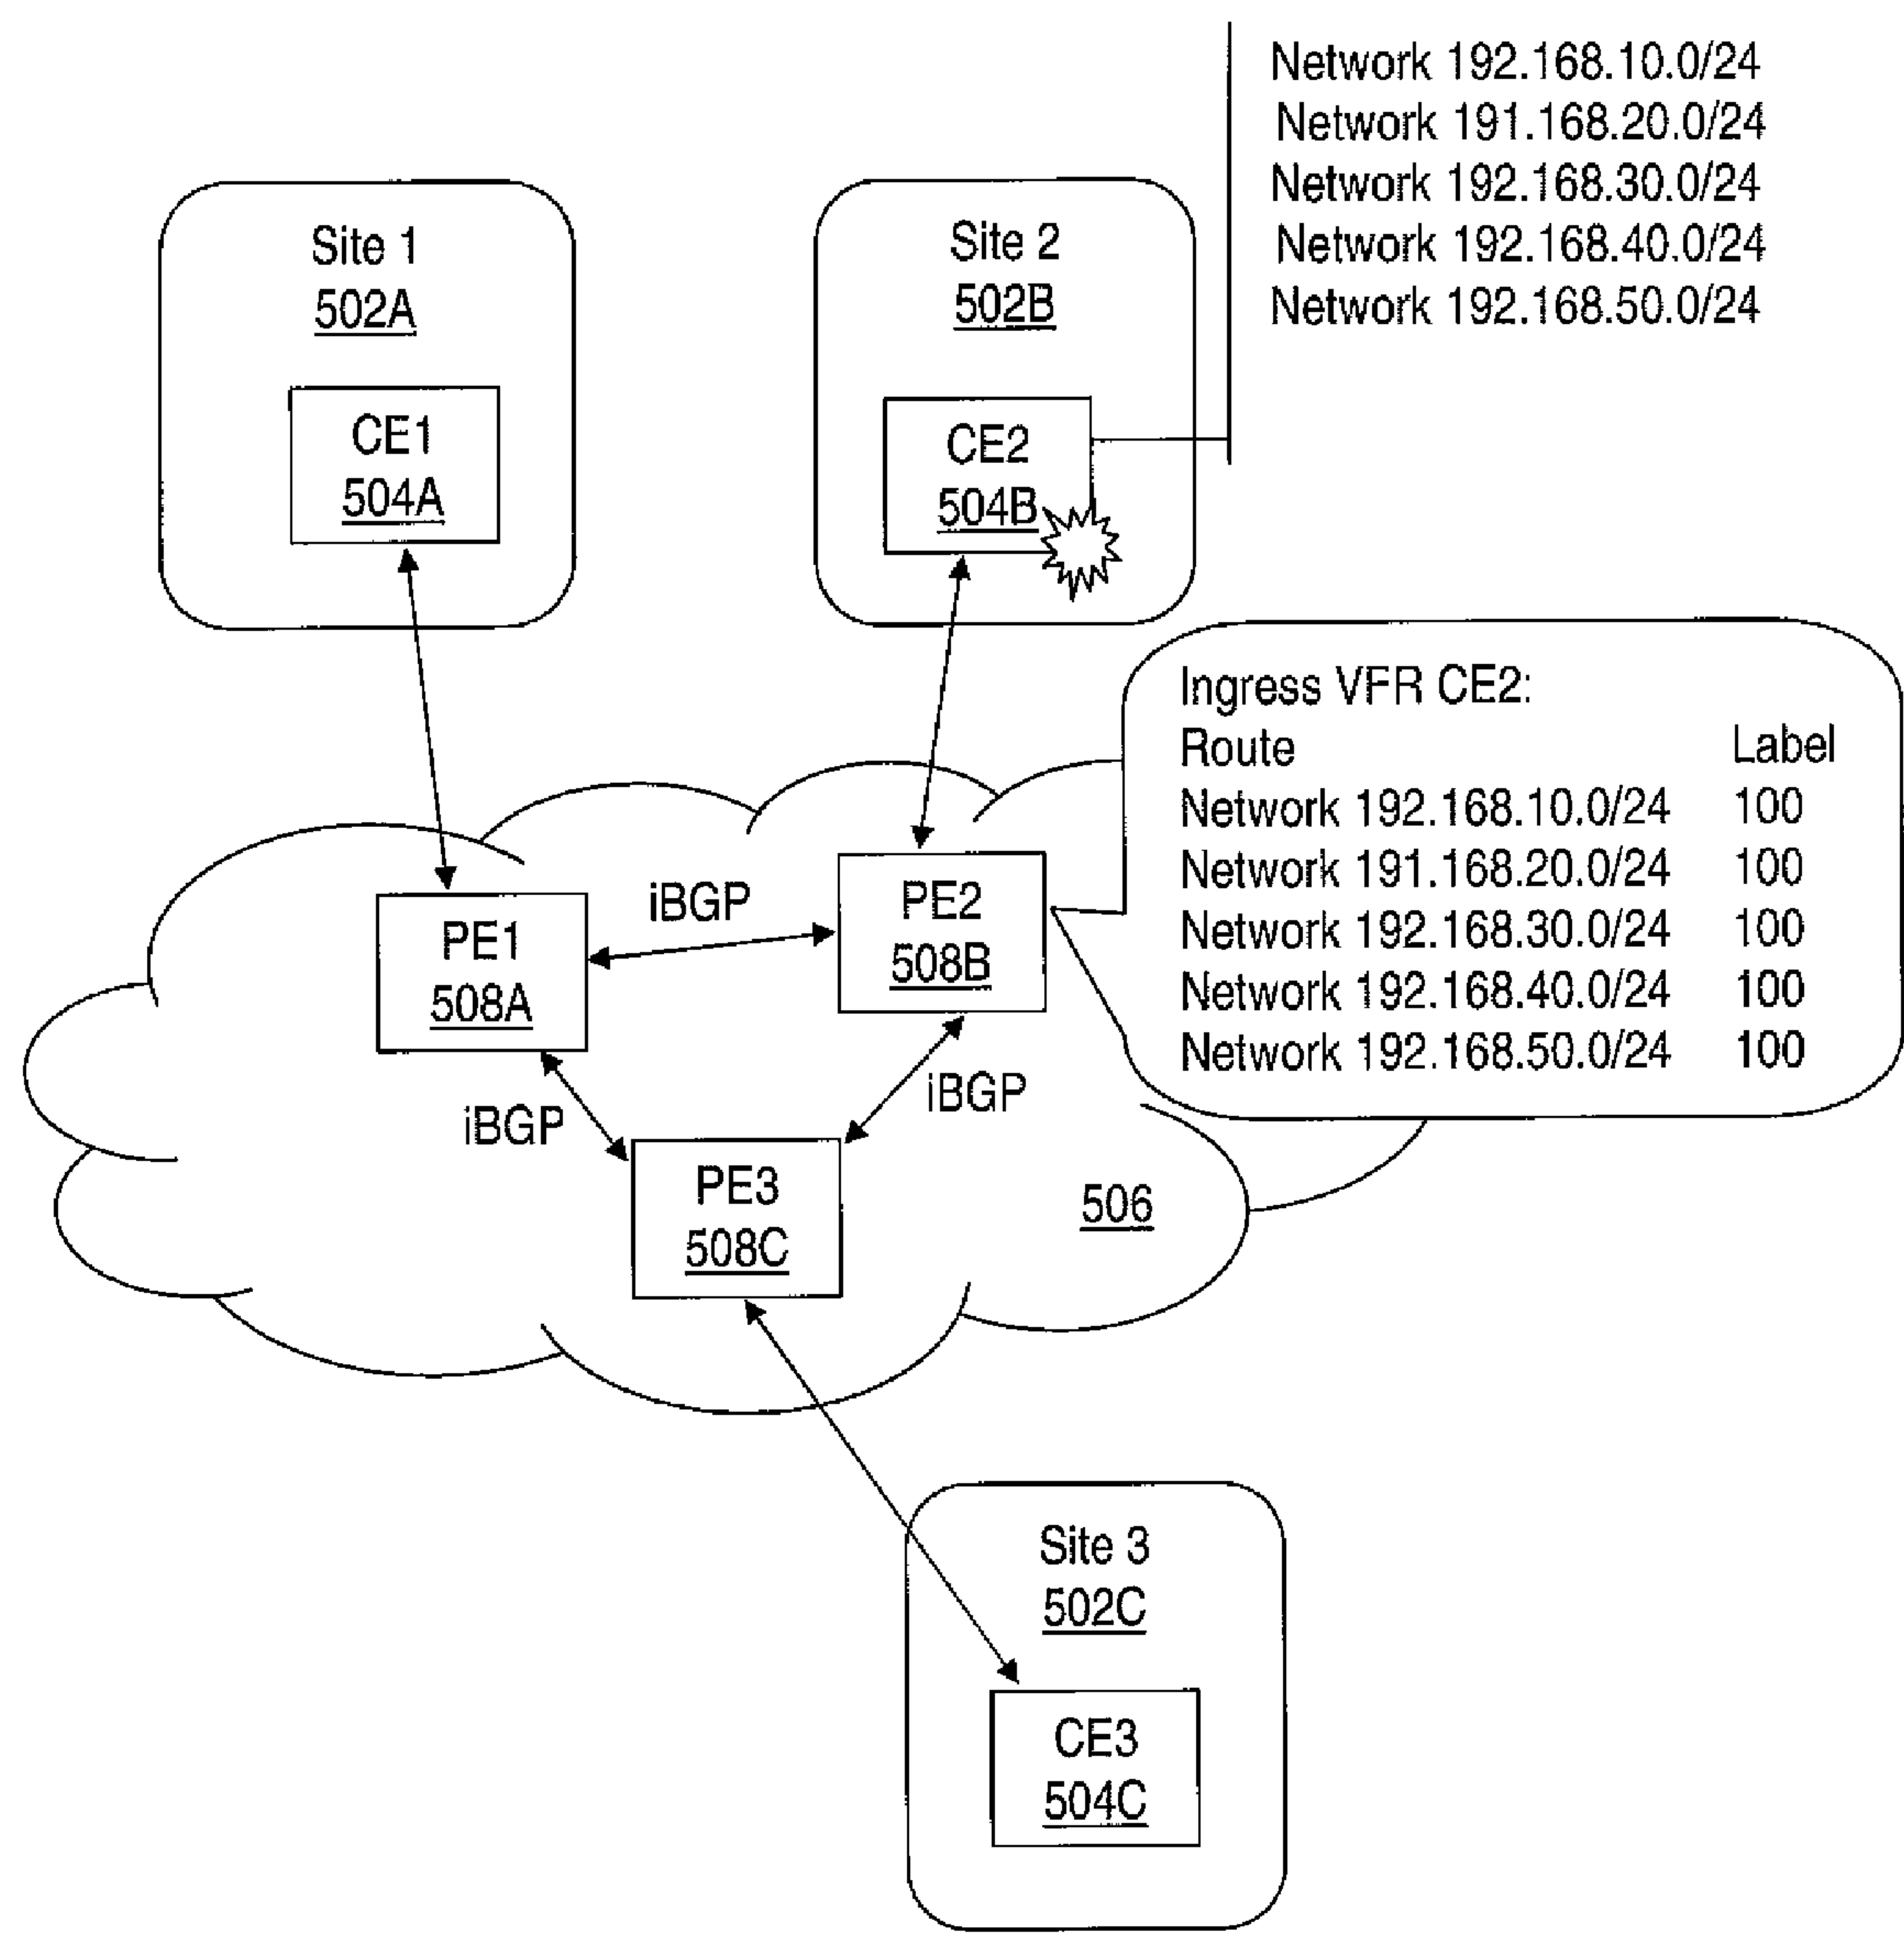 Network 192.168.10.0/24
Network 191.168.20.0/24
Network 192.168.30.0/24
Network 192.168.40.0/24
Network 192.168.50.0/24
Site 1
502A
CE1
504A
Site 2
502B
CE2
504B
Ingress VFR CE2:
Route Label
Network 192.168.10.0/24 100
Network 191.168.20.0/24 100
Network 192.168.30.0/24 100
Network 192.168.40.0/24 100
Network 192.168.50.0/24 100
iBGP
PE1
508A
PE2
508B
iBGP
iBGP
PE3
508C
506
Site 3
502C
CE3
504C